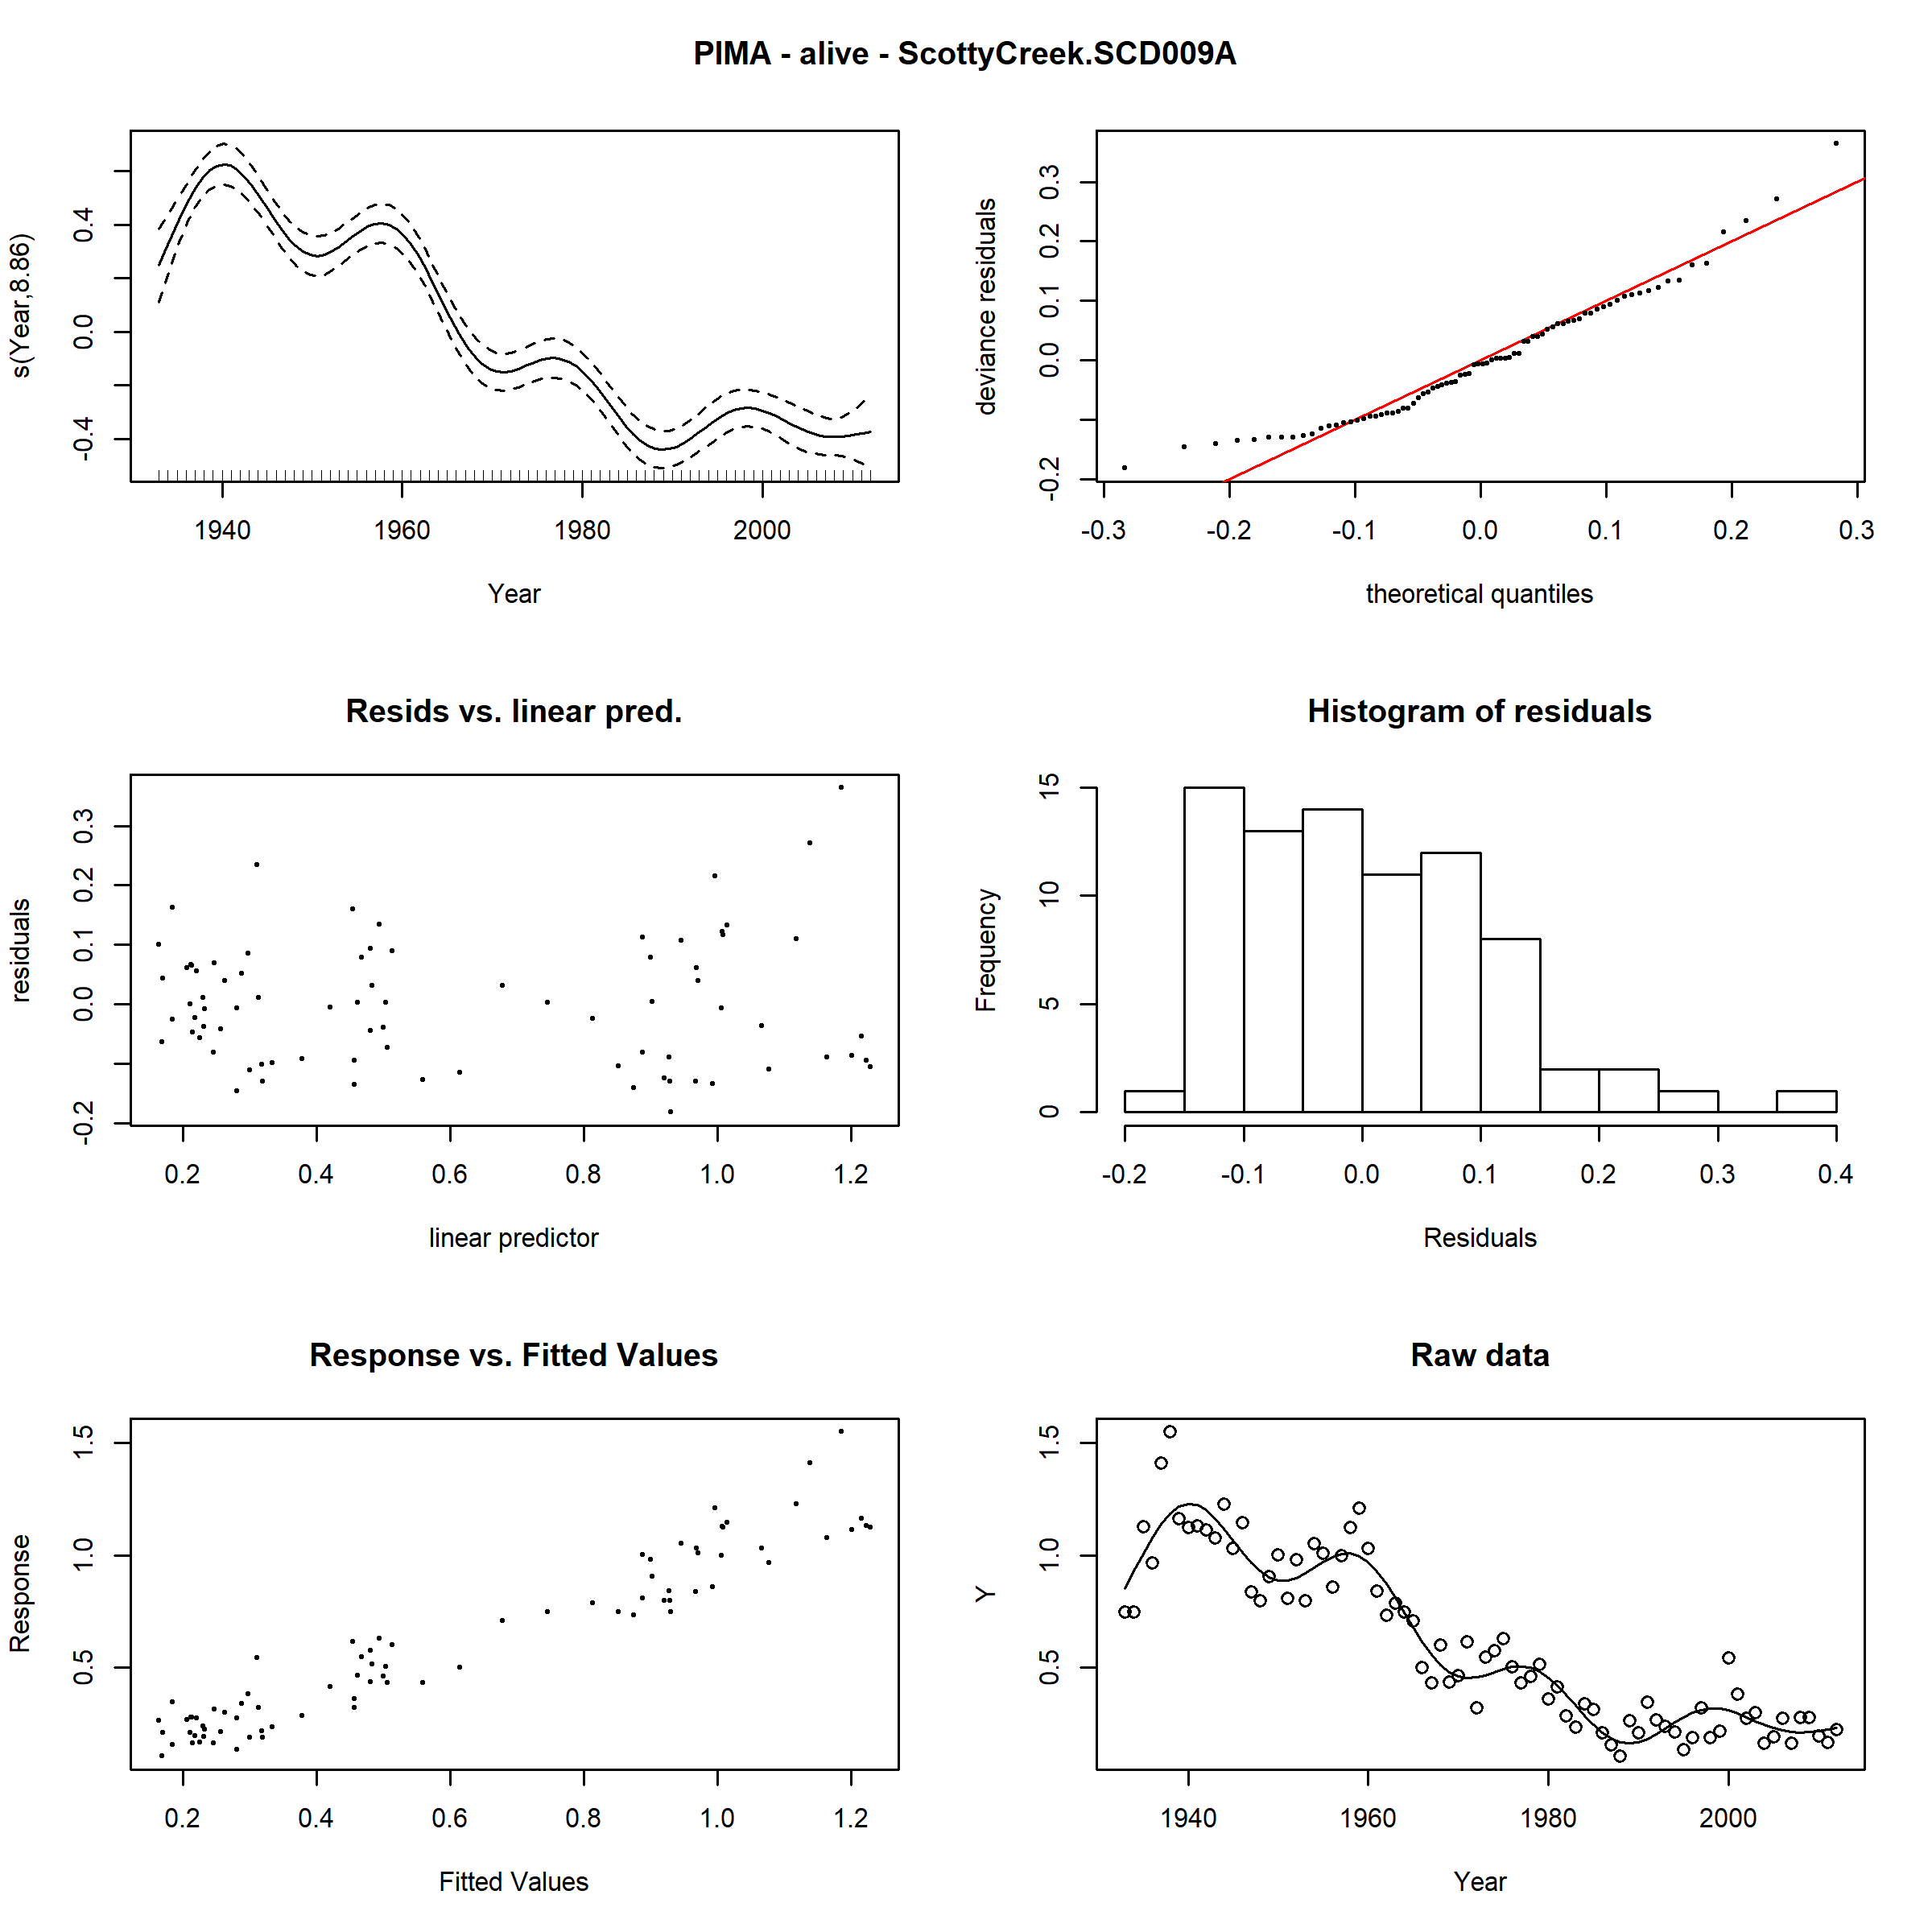 PIMA - alive - ScottyCreek.SCD009A
s(Year,8.86)
-0.4 0.0 0.4
1940 1960 1980 2000
Year
deviance residuals
-0.2 0.0 0.1 0.2 0.3
-0.3 -0.2 -0.1 0.0 0.1 0.2 0.3
theoretical quantiles
Resids vs. linear pred.
residuals
-0.2 0.0 0.1 0.2 0.3
0.2 0.4 0.6 0.8 1.0 1.2
linear predictor
Histogram of residuals
Frequency
0 5 10 15
-0.2 -0.1 0.0 0.1 0.2 0.3 0.4
Residuals
Response vs. Fitted Values
Response
0.5 1.0 1.5
0.2 0.4 0.6 0.8 1.0 1.2
Fitted Values
Raw data
Y
0.5 1.0 1.5
1940 1960 1980 2000
Year